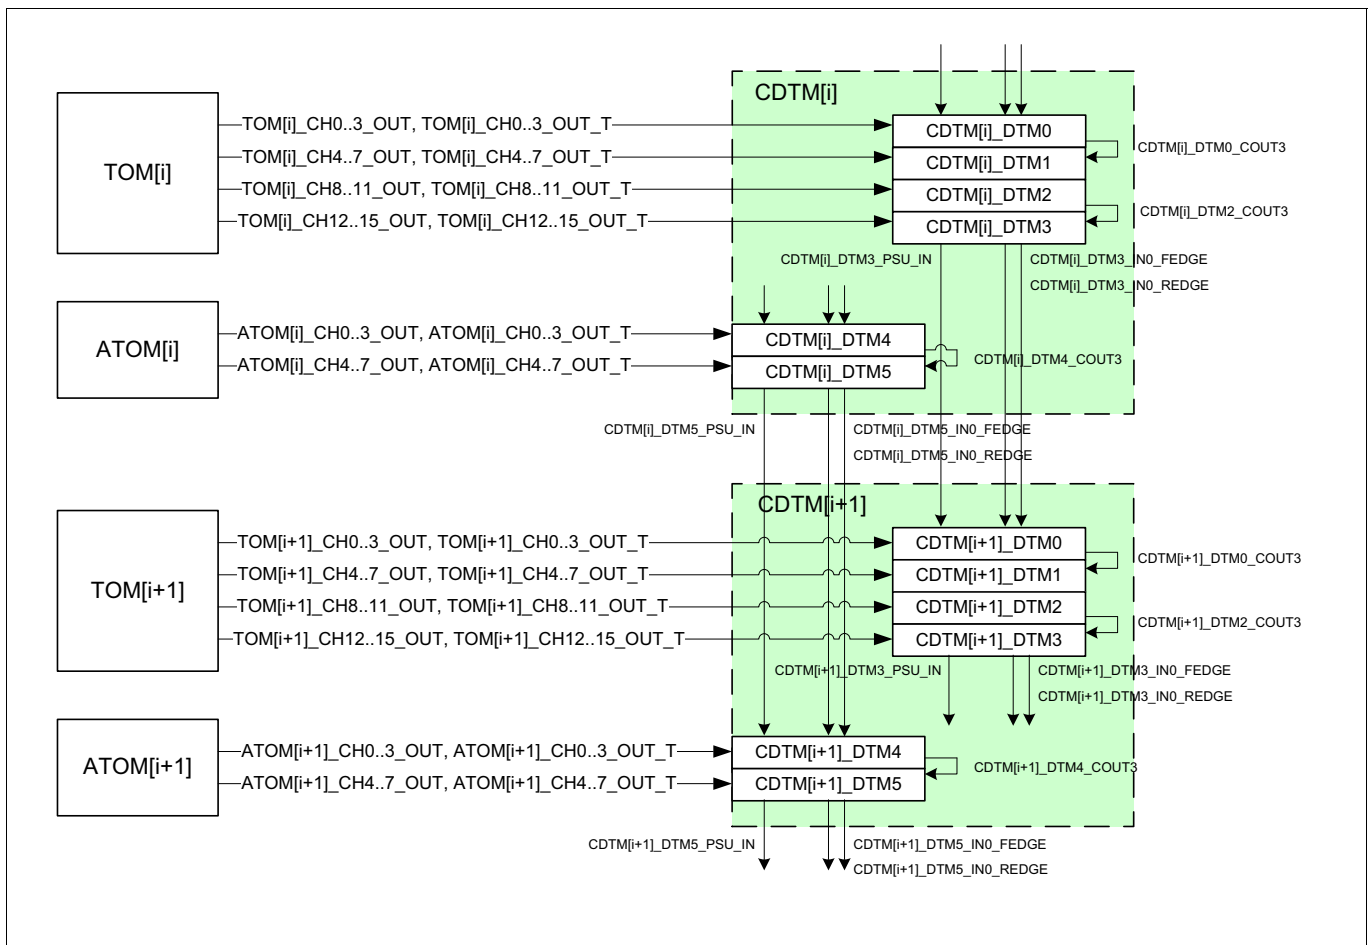 CDTM[i]
TOM[i]
TOM[i]_CH0..3_OUT, TOM[i]_CH0..3_OUT_T
TOM[i]_CH4..7_OUT, TOM[i]_CH4..7_OUT_T
TOM[i]_CH8..11_OUT, TOM[i]_CH8..11_OUT_T
TOM[i]_CH12..15_OUT, TOM[i]_CH12..15_OUT_T
CDTM[i]_DTM0
CDTM[i]_DTM1
CDTM[i]_DTM2
CDTM[i]_DTM3
CDTM[i]_DTM0_COUT3
CDTM[i]_DTM2_COUT3
CDTM[i]_DTM3_PSU_IN
CDTM[i]_DTM3_IN0_FEDGE
CDTM[i]_DTM3_IN0_REDGE
ATOM[i]
ATOM[i]_CH0..3_OUT, ATOM[i]_CH0..3_OUT_T
ATOM[i]_CH4..7_OUT, ATOM[i]_CH4..7_OUT_T
CDTM[i]_DTM4
CDTM[i]_DTM5
CDTM[i]_DTM4_COUT3
CDTM[i]_DTM5_PSU_IN
CDTM[i]_DTM5_IN0_FEDGE
CDTM[i]_DTM5_IN0_REDGE
CDTM[i+1]
TOM[i+1]
TOM[i+1]_CH0..3_OUT, TOM[i+1]_CH0..3_OUT_T
TOM[i+1]_CH4..7_OUT, TOM[i+1]_CH4..7_OUT_T
TOM[i+1]_CH8..11_OUT, TOM[i+1]_CH8..11_OUT_T
TOM[i+1]_CH12..15_OUT, TOM[i+1]_CH12..15_OUT_T
CDTM[i+1]_DTM0
CDTM[i+1]_DTM1
CDTM[i+1]_DTM2
CDTM[i+1]_DTM3
CDTM[i+1]_DTM0_COUT3
CDTM[i+1]_DTM2_COUT3
CDTM[i+1]_DTM3_PSU_IN
CDTM[i+1]_DTM3_IN0_FEDGE
CDTM[i+1]_DTM3_IN0_REDGE
ATOM[i+1]
ATOM[i+1]_CH0..3_OUT, ATOM[i+1]_CH0..3_OUT_T
ATOM[i+1]_CH4..7_OUT, ATOM[i+1]_CH4..7_OUT_T
CDTM[i+1]_DTM4
CDTM[i+1]_DTM5
CDTM[i+1]_DTM4_COUT3
CDTM[i+1]_DTM5_PSU_IN
CDTM[i+1]_DTM5_IN0_FEDGE
CDTM[i+1]_DTM5_IN0_REDGE